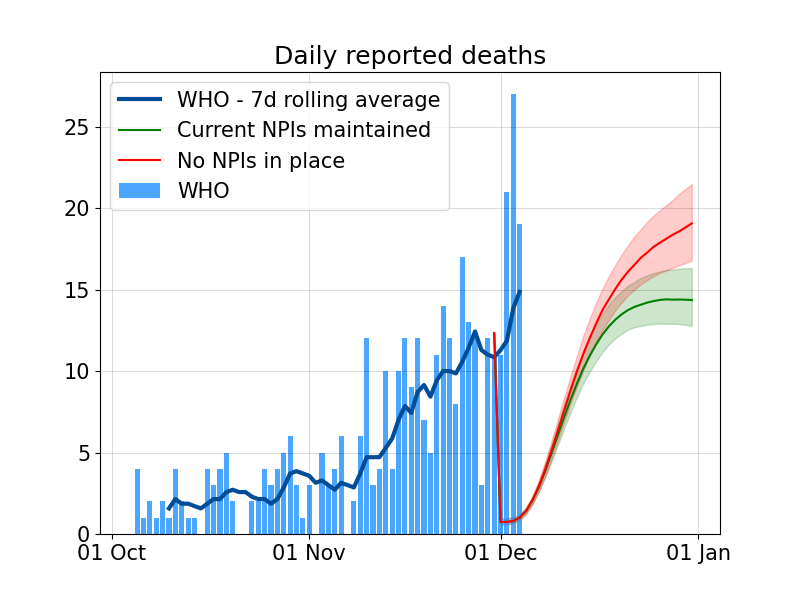 Daily reported deaths
WHO - 7d rolling average
Current NPIs maintained
No NPIs in place
WHO
25
20
15
10
5
0
01 Oct
01 Nov
01 Dec
01 Jan